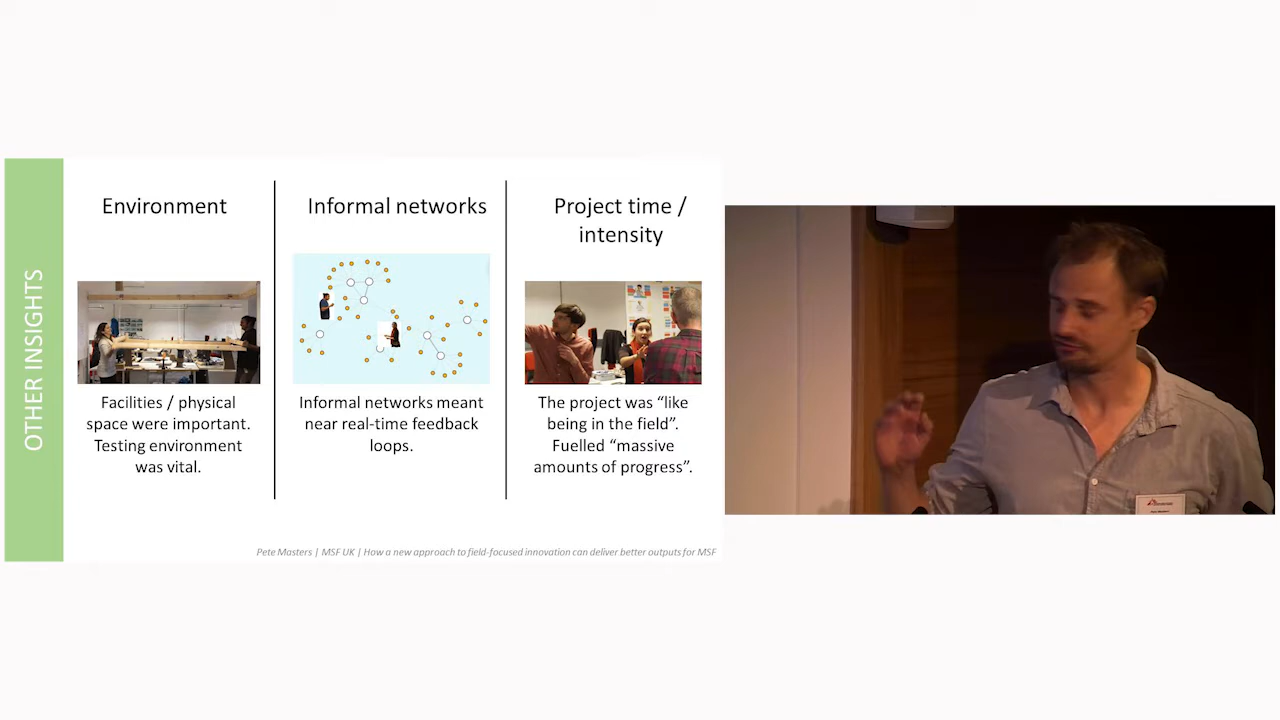 OTHER INSIGHTS
Environment
Facilities / physical
space were important.
Testing environment
was vital.
Informal networks
Informal networks meant
near real-time feedback
loops.
Project time /
intensity
The project was “like
being in the field”.
Fuelled “massive
amounts of progress”.
Pete Masters | MSF UK | How a new approach to field-focused innovation can deliver better outputs for MSF